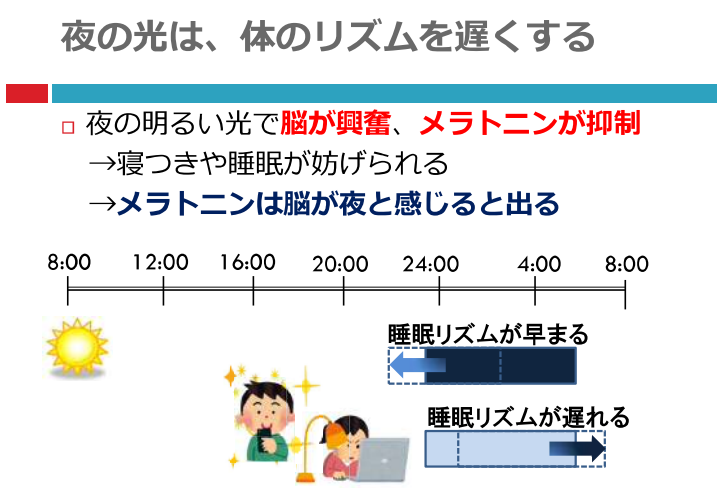 夜の光は、体のリズムを遅くする
夜の明るい光で脳が興奮、メラトニンが抑制
→寝つきや睡眠が妨げられる
→メラトニンは脳が夜と感じると出る
8:00 12:00 16:00 20:00 24:00 4:00 8:00
睡眠リズムが早まる
睡眠リズムが遅れる